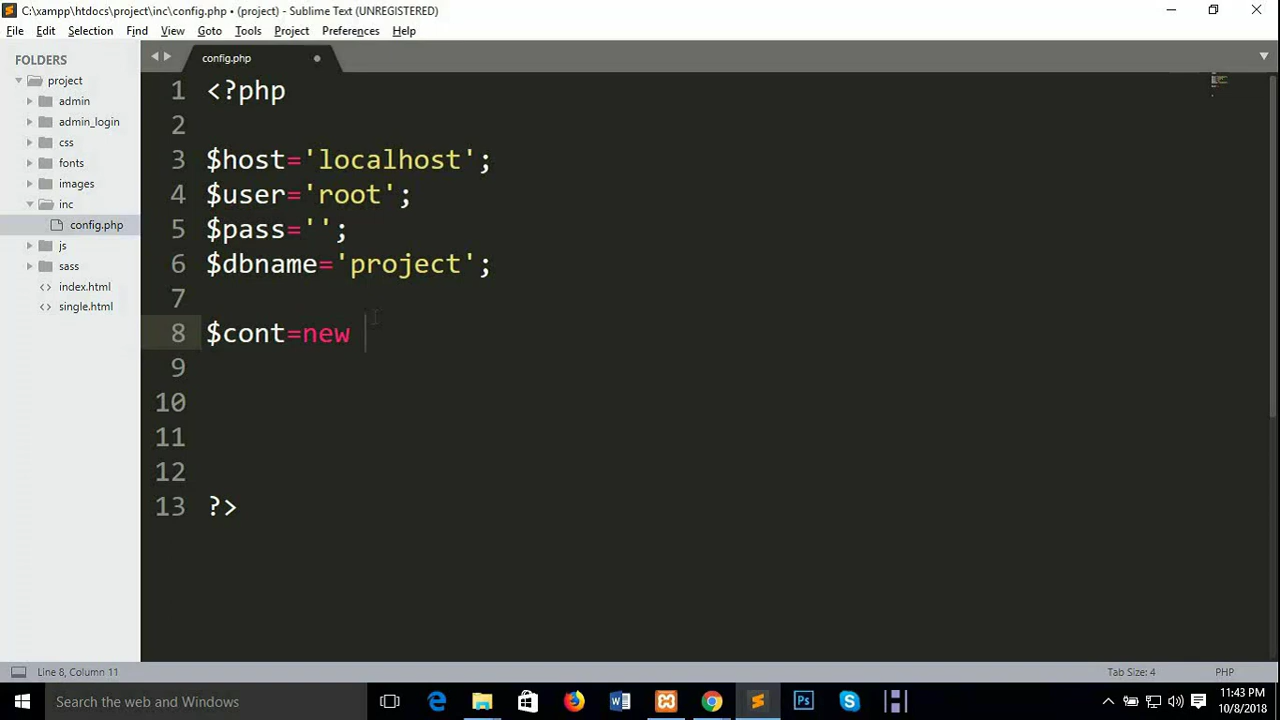 C:\xampp\htdocs\project\inc\config.php • (project) - Sublime Text (UNREGISTERED)
File Edit Selection Find View Goto Tools Project Preferences Help
FOLDERS
project
admin
admin_login
css
fonts
images
inc
config.php
js
sass
index.html
single.html
config.php
1 <?php
2
3 $host='localhost';
4 $user='root';
5 $pass='';
6 $dbname='project';
7
8 $cont=new
9
10
11
12
13 ?>
Line 8, Column 11
Tab Size: 4
PHP
Search the web and Windows
11:43 PM
10/8/2018